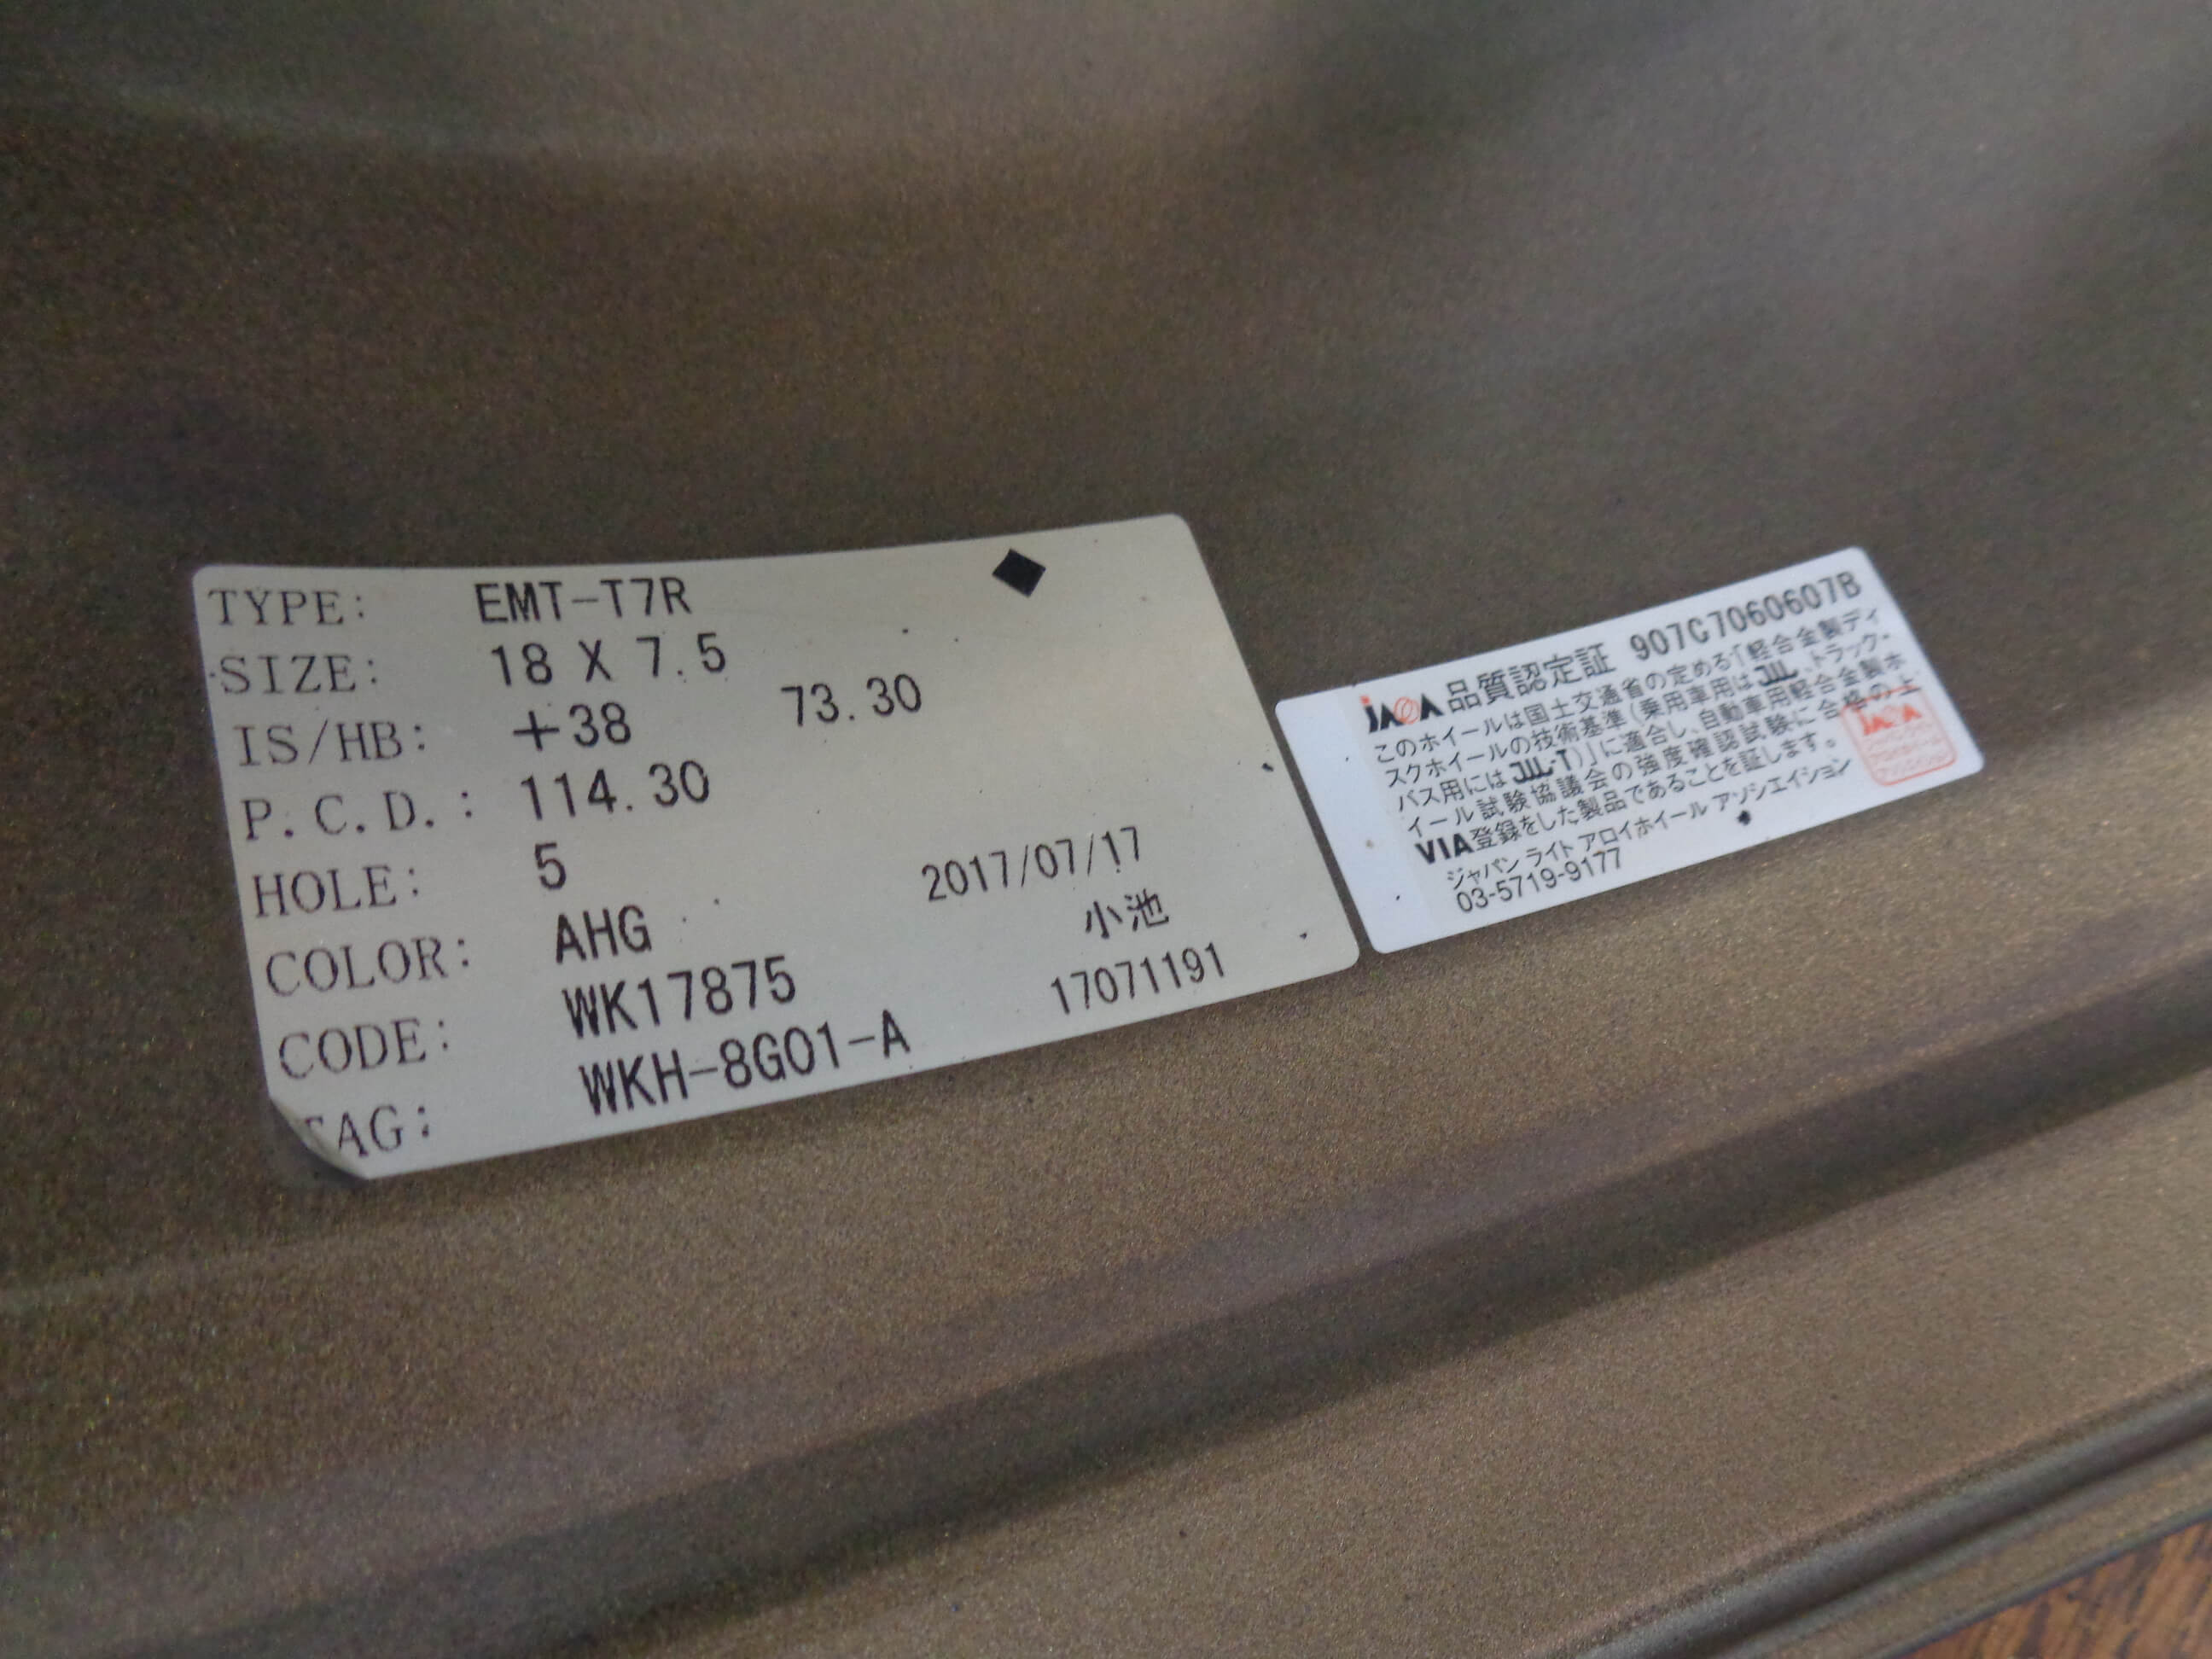 TYPE: EMT-T7R
SIZE: 18 X 7.5
IS/HB: +38 73.30
P.C.D.: 114.30
HOLE: 5
COLOR: AHG 2017/07/17
CODE: WK17875 小池
TAG: WKH-8G01-A 17071191
JAWA 品質認定証 907C7060607B
このホイールは国土交通省の定める「軽合金製ディ
スクホイールの技術基準(乗用車用はJWL、トラック・
バス用にはJWL-T)」に適合し、自動車用軽合金製ホ
イール試験協議会の強度確認試験に合格の上
VIA登録をした製品であることを証します。
ジャパン ライト アロイホイール アソシエイション
03-5719-9177
JAWA